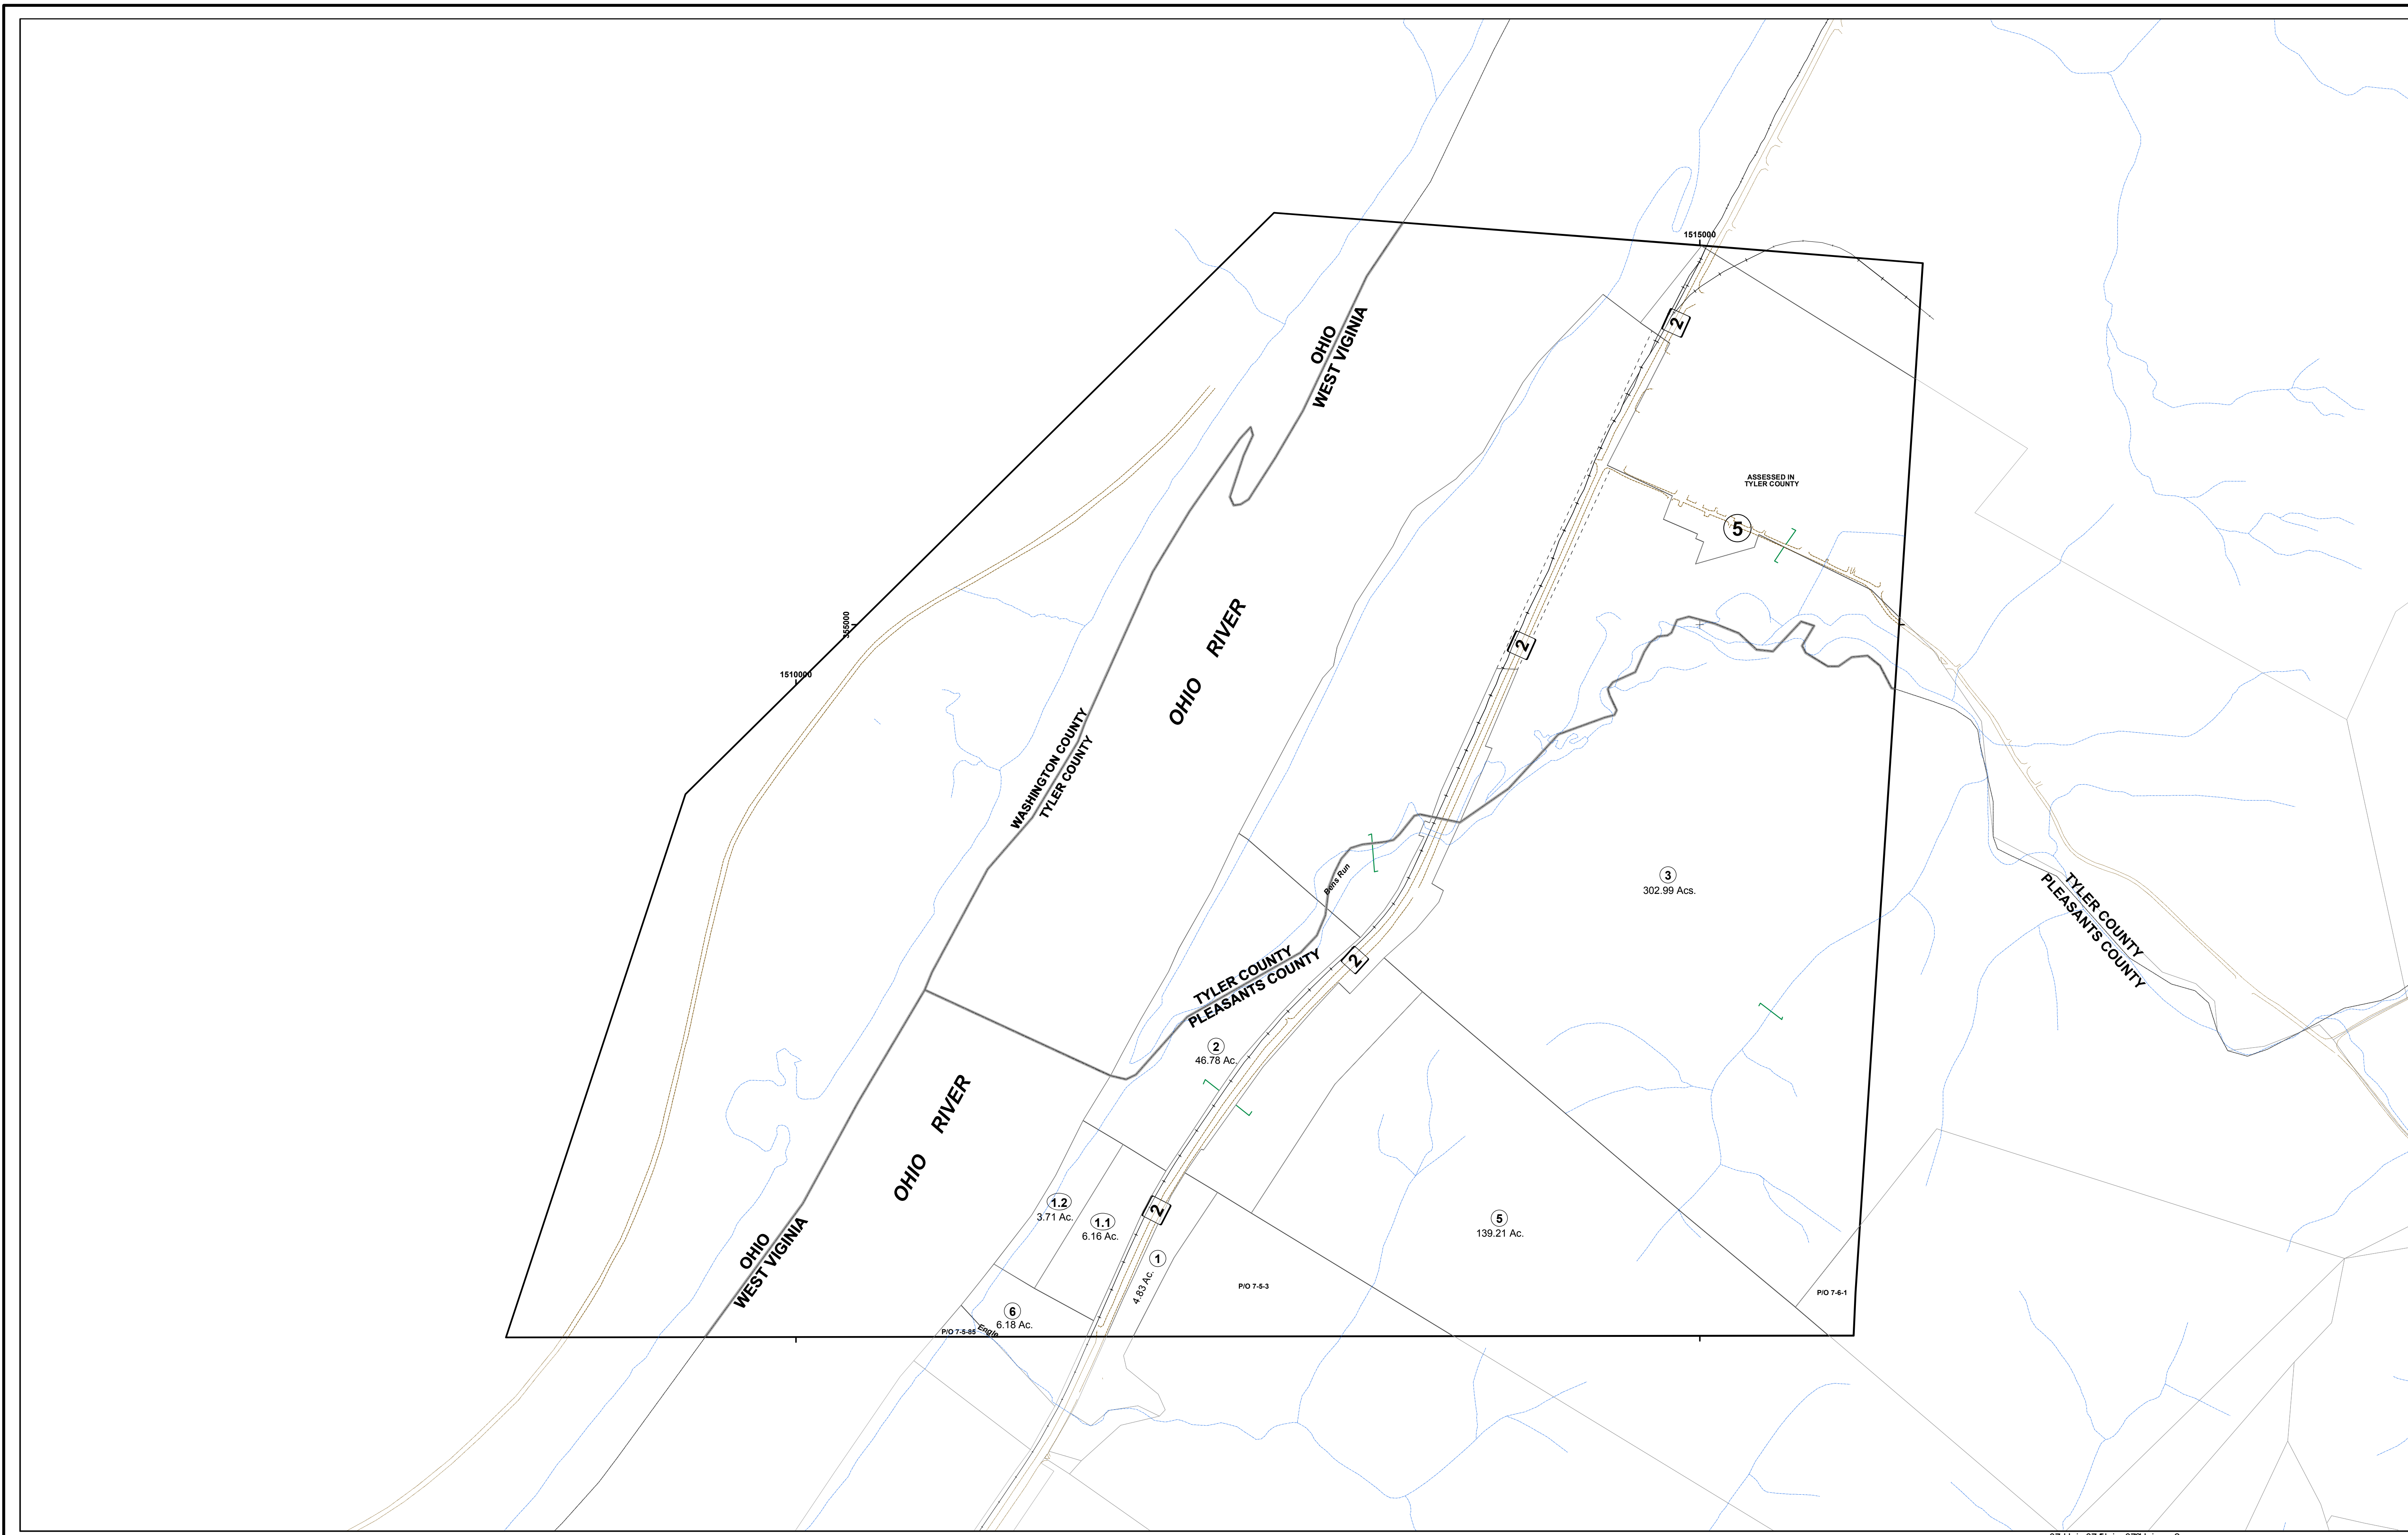 1515000
2
OHIO
WEST VIGINIA
ASSESSED IN
TYLER COUNTY
5
OHIO RIVER
355000
2
1510000
WASHINGTON COUNTY
TYLER COUNTY
Bens Run
3
302.99 Acs.
TYLER COUNTY
PLEASANTS COUNTY
TYLER COUNTY
PLEASANTS COUNTY
2
2
46.78 Ac.
OHIO RIVER
1.2
3.71 Ac.
1.1
6.16 Ac.
2
5
139.21 Ac.
OHIO
WEST VIGINIA
1
4.83 Ac.
P/O 7-5-3
P/O 7-6-1
6
6.18 Ac.
P/O 7-5-85
Engle